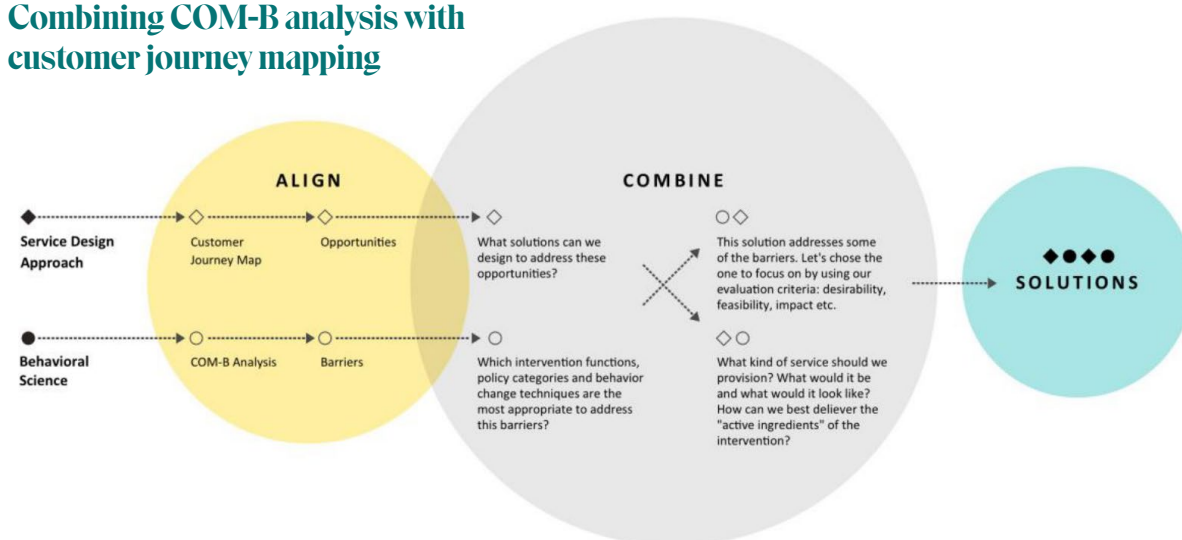 Combining COM-B analysis with
customer journey mapping
ALIGN
COMBINE
Service Design
Approach
Customer
Journey Map
Opportunities
What solutions can we
design to address these
opportunities?
This solution addresses some
of the barriers. Let's chose the
one to focus on by using our
evaluation criteria: desirability,
feasibility, impact etc.
SOLUTIONS
Behavioral
Science
COM-B Analysis
Barriers
Which intervention functions,
policy categories and behavior
change techniques are the
most appropriate to address
this barriers?
What kind of service should we
provision? What would it be
and what would it look like?
How can we best deliever the
"active ingredients" of the
intervention?